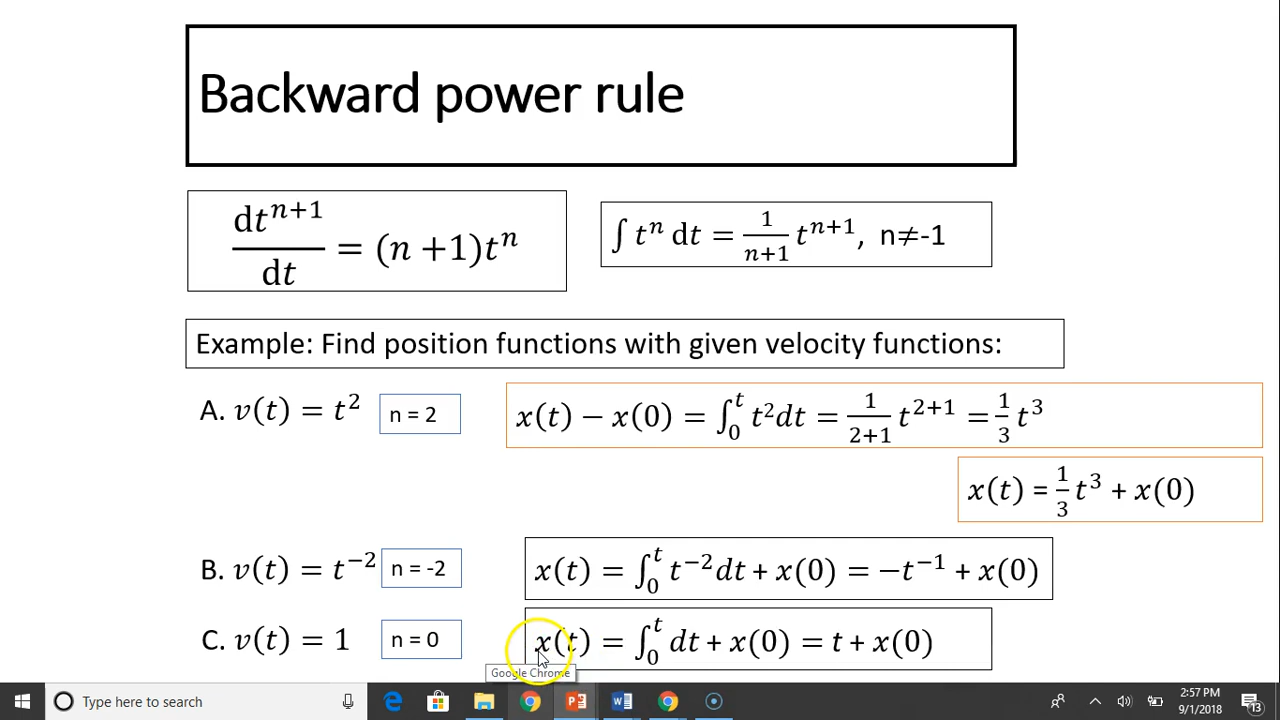 Backward power rule
dt^{n+1}/dt = (n +1)t^n
∫ t^n dt = 1/(n+1) t^{n+1}, n≠-1
Example: Find position functions with given velocity functions:
A. v(t) = t^2
n = 2
x(t) − x(0) = ∫_0^t t^2 dt = 1/(2+1) t^{2+1} = 1/3 t^3
x(t) = 1/3 t^3 + x(0)
B. v(t) = t^{−2}
n = -2
x(t) = ∫_0^t t^{−2} dt + x(0) = −t^{−1} + x(0)
C. v(t) = 1
n = 0
x(t) = ∫_0^t dt + x(0) = t + x(0)
Google Chrome
Type here to search
2:57 PM
9/1/2018
13